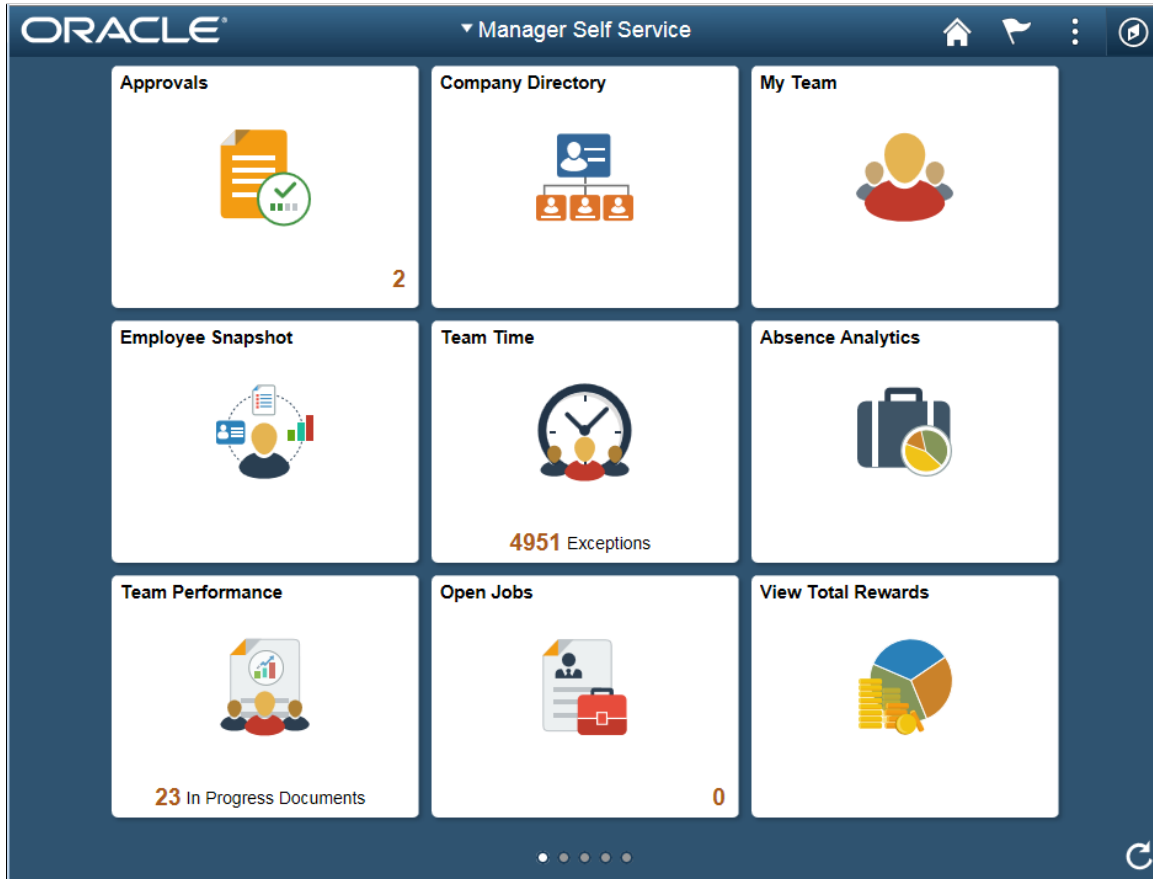 ORACLE
Manager Self Service
Approvals
2
Company Directory
My Team
Employee Snapshot
Team Time
4951 Exceptions
Absence Analytics
Team Performance
23 In Progress Documents
Open Jobs
0
View Total Rewards